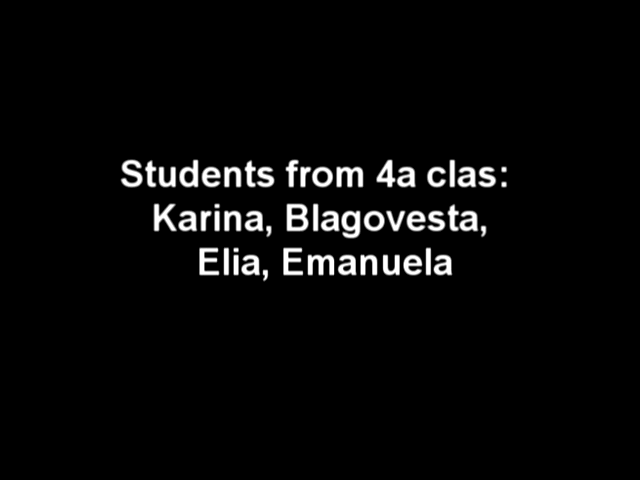 Students from 4a clas:
Karina, Blagovesta,
Elia, Emanuela